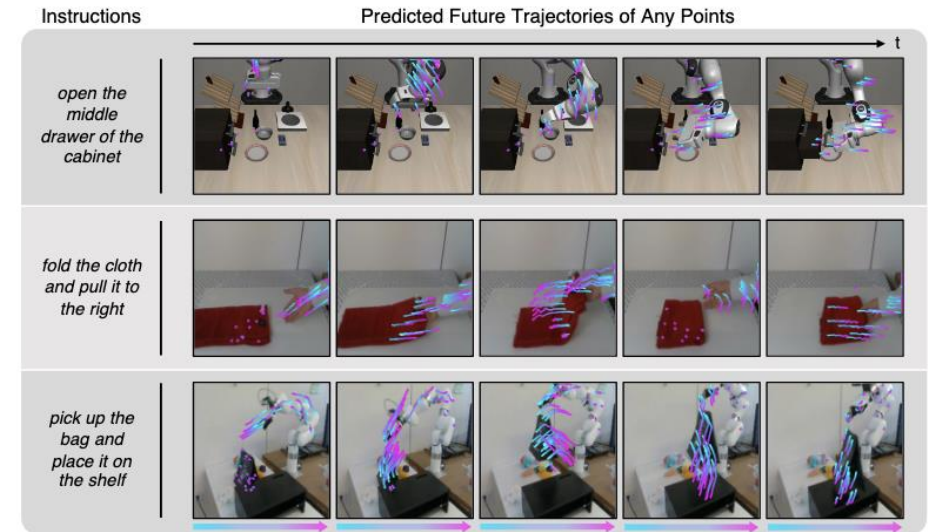 Instructions
Predicted Future Trajectories of Any Points
t
open the
middle
drawer of the
cabinet
fold the cloth
and pull it to
the right
pick up the
bag and
place it on
the shelf